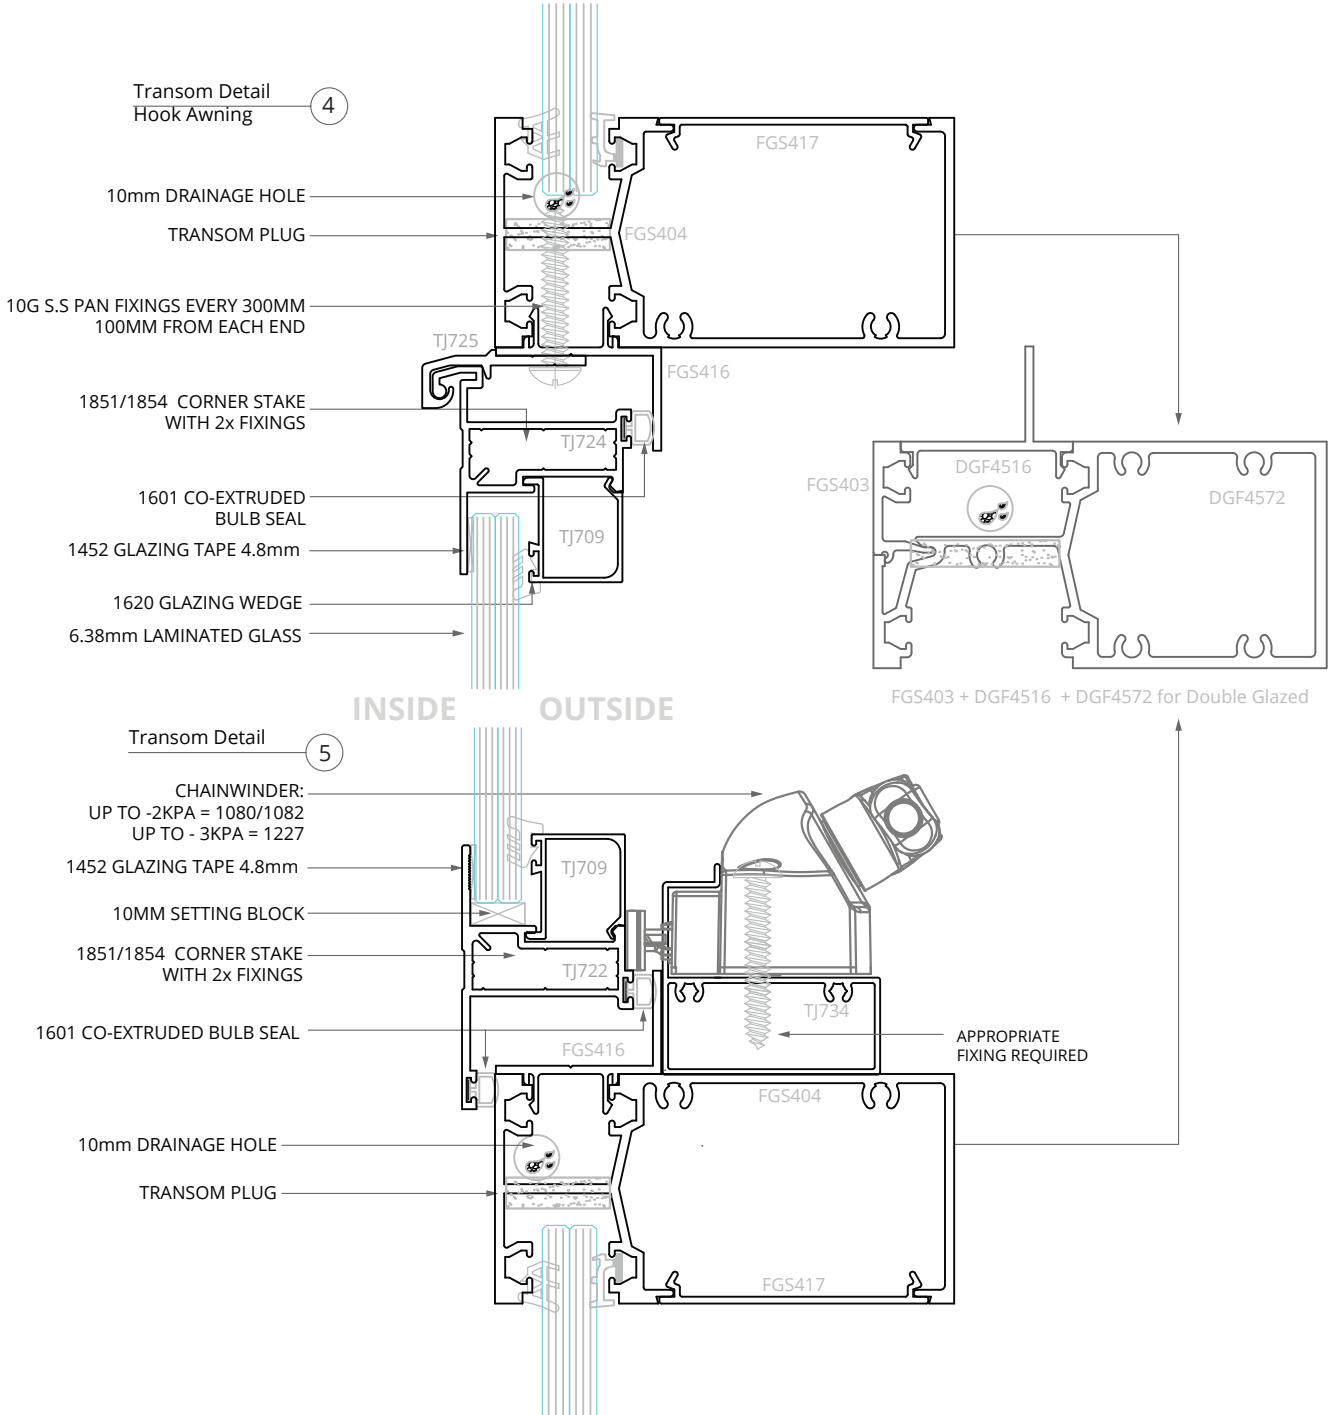 Transom Detail
Hook Awning
4
FGS417
10mm DRAINAGE HOLE
TRANSOM PLUG
FGS404
10G S.S PAN FIXINGS EVERY 300MM
100MM FROM EACH END
TJ725
FGS416
1851/1854 CORNER STAKE
WITH 2x FIXINGS
TJ724
FGS403
DGF4516
DGF4572
1601 CO-EXTRUDED
BULB SEAL
TJ709
1452 GLAZING TAPE 4.8mm
1620 GLAZING WEDGE
6.38mm LAMINATED GLASS
FGS403 + DGF4516 + DGF4572 for Double Glazed
INSIDE
OUTSIDE
Transom Detail
5
CHAINWINDER:
UP TO -2KPA = 1080/1082
UP TO - 3KPA = 1227
1452 GLAZING TAPE 4.8mm
TJ709
10MM SETTING BLOCK
1851/1854 CORNER STAKE
WITH 2x FIXINGS
TJ722
TJ734
1601 CO-EXTRUDED BULB SEAL
FGS416
APPROPRIATE
FIXING REQUIRED
FGS404
10mm DRAINAGE HOLE
TRANSOM PLUG
FGS417